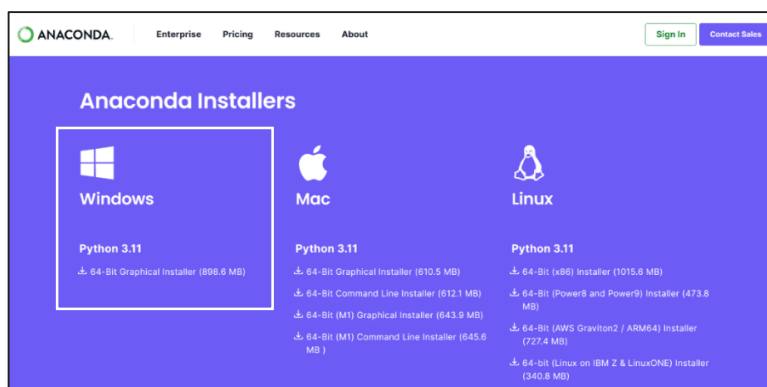 ANACONDA.
Enterprise Pricing Resources About
Sign In
Contact Sales
Anaconda Installers
Windows
Python 3.11
64-Bit Graphical Installer (898.6 MB)
Mac
Python 3.11
64-Bit Graphical Installer (610.5 MB)
64-Bit Command Line Installer (612.1 MB)
64-Bit (M1) Graphical Installer (643.9 MB)
64-Bit (M1) Command Line Installer (645.6
MB )
Linux
Python 3.11
64-Bit (x86) Installer (1015.6 MB)
64-Bit (Power8 and Power9) Installer (473.8
MB)
64-Bit (AWS Graviton2 / ARM64) Installer
(727.4 MB)
64-bit (Linux on IBM Z & LinuxONE) Installer
(340.8 MB)